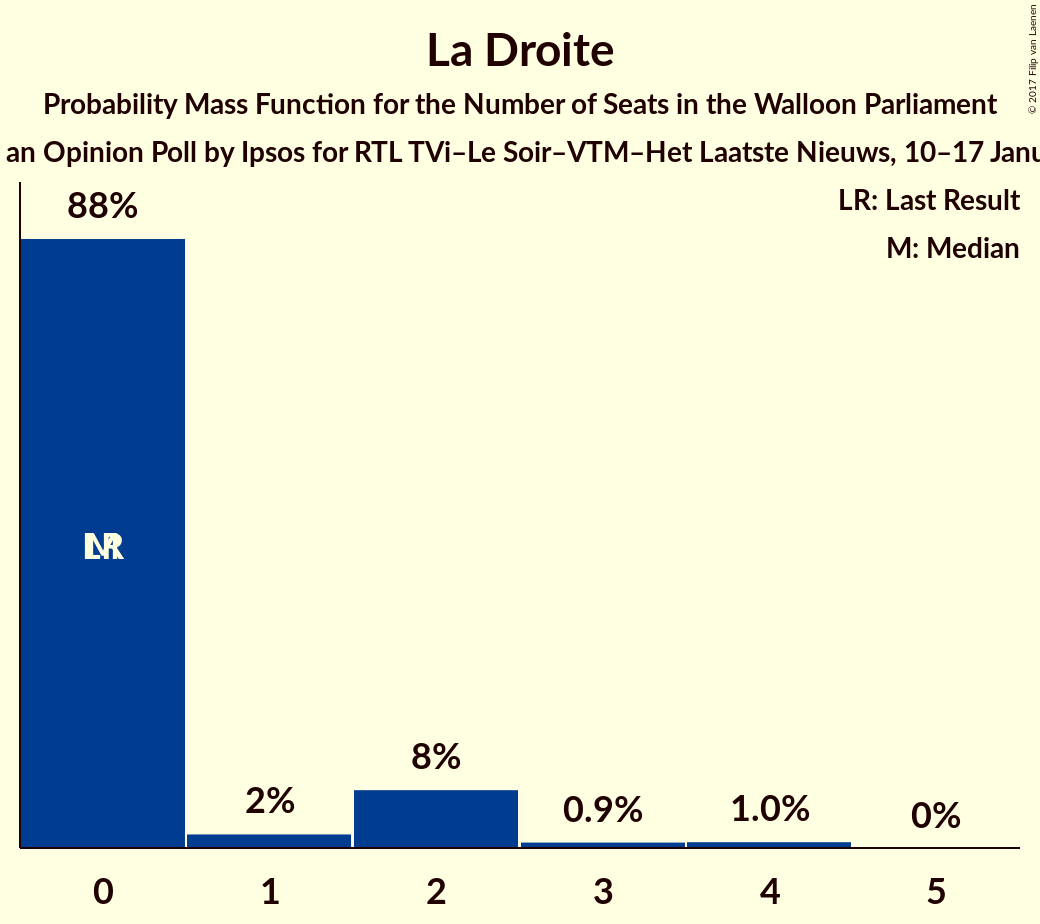 La Droite
Probability Mass Function for the Number of Seats in the Walloon Parliament
an Opinion Poll by Ipsos for RTL TVi–Le Soir–VTM–Het Laatste Nieuws, 10–17 Janu
© 2017 Filip van Laenen
LR: Last Result
M: Median
88%
LR
M
2%
8%
0.9%
1.0%
0%
0 1 2 3 4 5